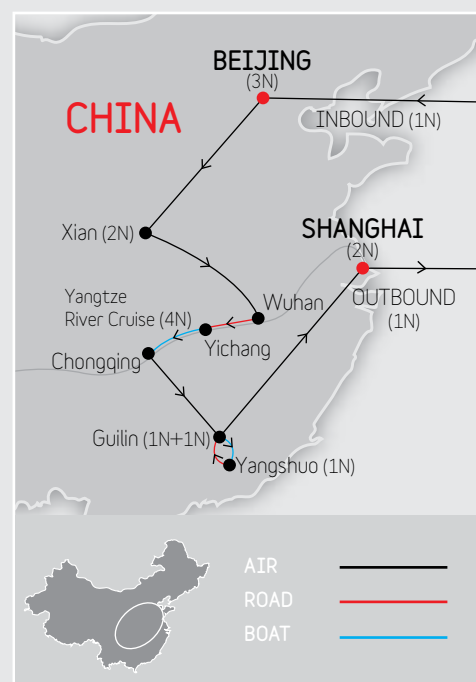 BEIJING
(3N)
CHINA
INBOUND (1N)
Xian (2N)
SHANGHAI
(2N)
OUTBOUND
(1N)
Yangtze
River Cruise (4N)
Wuhan
Yichang
Chongqing
Guilin (1N+1N)
Yangshuo (1N)
AIR
ROAD
BOAT